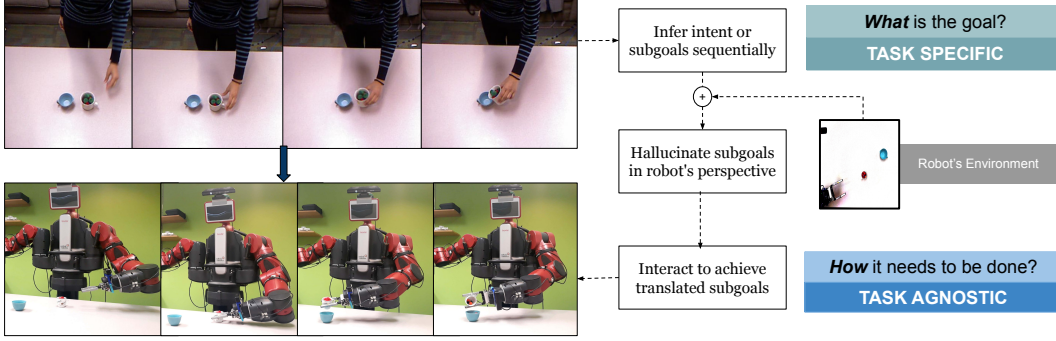 Infer intent or
subgoals sequentially
What is the goal?
TASK SPECIFIC
+
Hallucinate subgoals
in robot's perspective
Robot's Environment
Interact to achieve
translated subgoals
How it needs to be done?
TASK AGNOSTIC